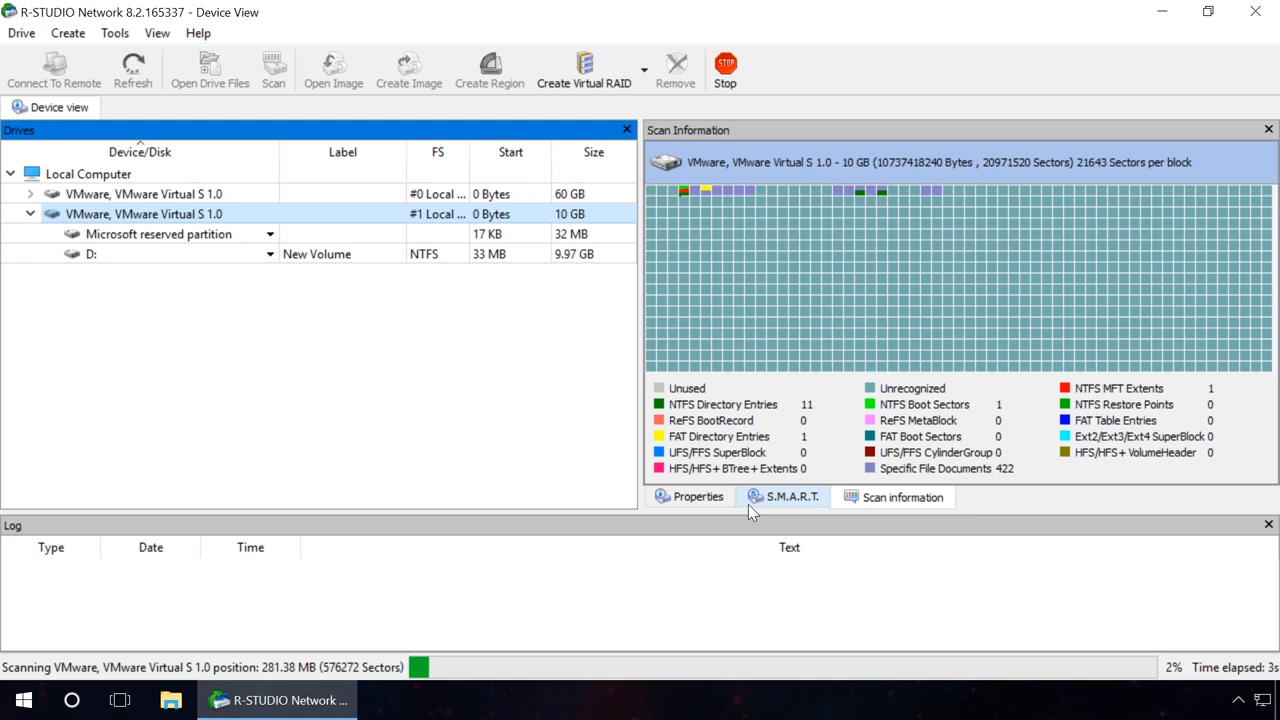 R-STUDIO Network 8.2.165337 - Device View
Drive Create Tools View Help
Connect To Remote Refresh Open Drive Files Scan Open Image Create Image Create Region Create Virtual RAID Remove STOP Stop
Device view
Drives
Device/Disk Label FS Start Size
Local Computer
VMware, VMware Virtual S 1.0 #0 Local ... 0 Bytes 60 GB
VMware, VMware Virtual S 1.0 #1 Local ... 0 Bytes 10 GB
Microsoft reserved partition 17 KB 32 MB
D: New Volume NTFS 33 MB 9.97 GB
Scan Information
VMware, VMware Virtual S 1.0 - 10 GB (10737418240 Bytes , 20971520 Sectors) 21643 Sectors per block
Unused Unrecognized NTFS MFT Extents 1
NTFS Directory Entries 11 NTFS Boot Sectors 1 NTFS Restore Points 0
ReFS BootRecord 0 ReFS MetaBlock 0 FAT Table Entries 0
FAT Directory Entries 1 FAT Boot Sectors 0 Ext2/Ext3/Ext4 SuperBlock 0
UFS/FFS SuperBlock 0 UFS/FFS CylinderGroup 0 HFS/HFS+ VolumeHeader 0
HFS/HFS+ BTree+ Extents 0 Specific File Documents 422
Properties S.M.A.R.T. Scan information
Log
Type Date Time Text
Scanning VMware, VMware Virtual S 1.0 position: 281.38 MB (576272 Sectors) 2% Time elapsed: 3s
R-STUDIO Network ...